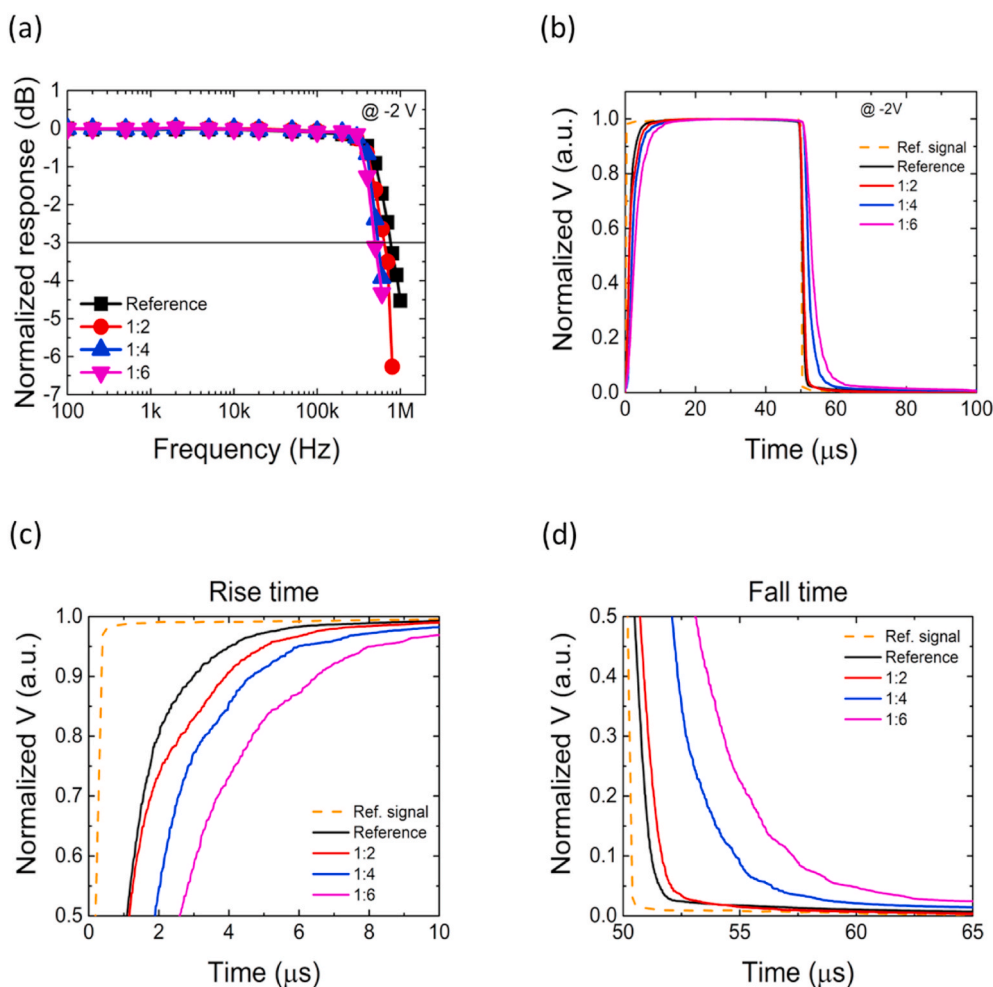 (a)
@ -2 V
Normalized response (dB)
1
0
-1
-2
-3
-4
-5
-6
-7
Reference
1:2
1:4
1:6
100
1k
10k
100k
1M
Frequency (Hz)
(b)
@ -2V
Normalized V (a.u.)
1.0
0.8
0.6
0.4
0.2
0.0
Ref. signal
Reference
1:2
1:4
1:6
0
20
40
60
80
100
Time (μs)
(c)
Rise time
Normalized V (a.u.)
1.0
0.9
0.8
0.7
0.6
0.5
Ref. signal
Reference
1:2
1:4
1:6
0
2
4
6
8
10
Time (μs)
(d)
Fall time
Normalized V (a.u.)
0.5
0.4
0.3
0.2
0.1
0.0
Ref. signal
Reference
1:2
1:4
1:6
50
55
60
65
Time (μs)